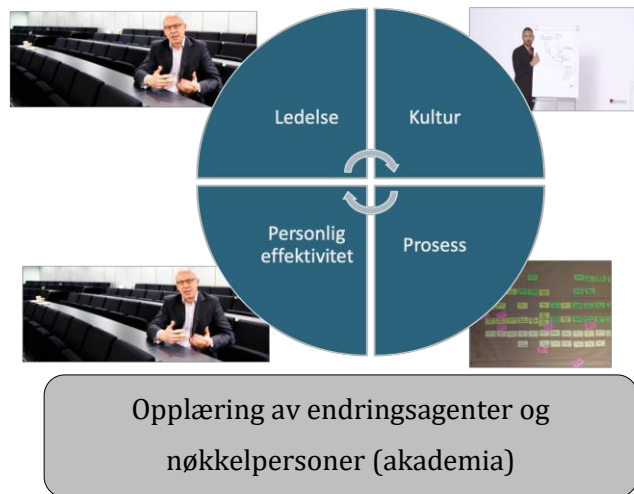 Ledelse
Kultur
Personlig
effektivitet
Prosess
Opplæring av endringsagenter og
nøkkelpersoner (akademia)